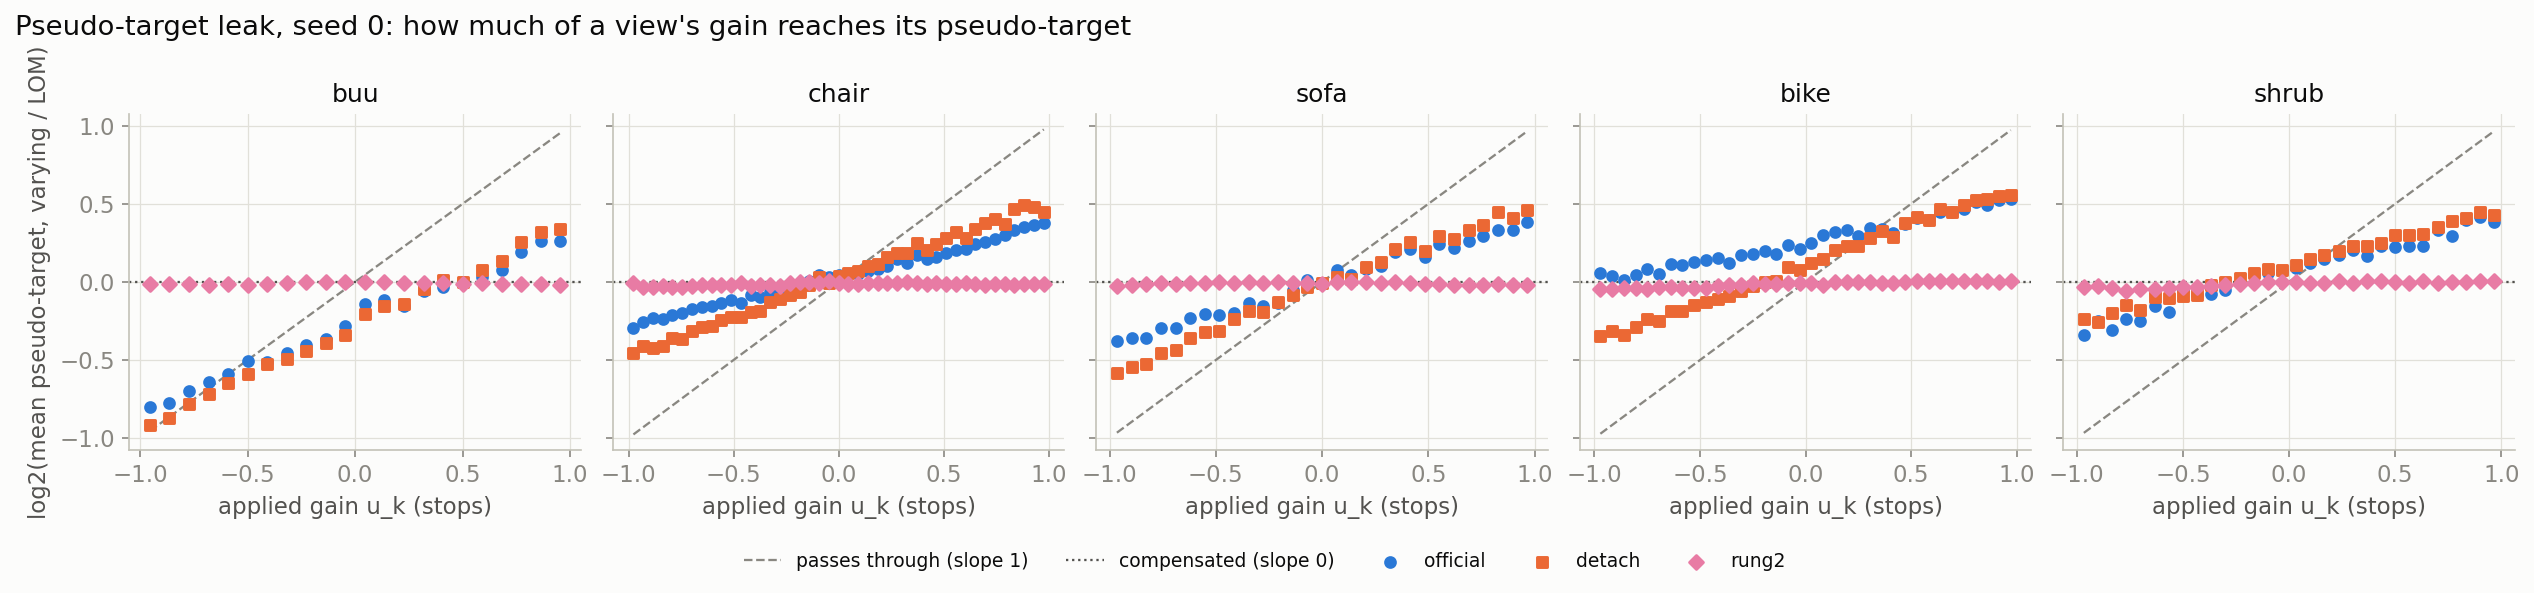 Pseudo-target leak, seed 0: how much of a view's gain reaches its pseudo-target
log2(mean pseudo-target, varying / LOM)
buu
chair
sofa
bike
shrub
1.0
0.5
0.0
−0.5
−1.0
−1.0 −0.5 0.0 0.5 1.0
−1.0 −0.5 0.0 0.5 1.0
−1.0 −0.5 0.0 0.5 1.0
−1.0 −0.5 0.0 0.5 1.0
−1.0 −0.5 0.0 0.5 1.0
applied gain u_k (stops)
applied gain u_k (stops)
applied gain u_k (stops)
applied gain u_k (stops)
applied gain u_k (stops)
passes through (slope 1) compensated (slope 0) official detach rung2